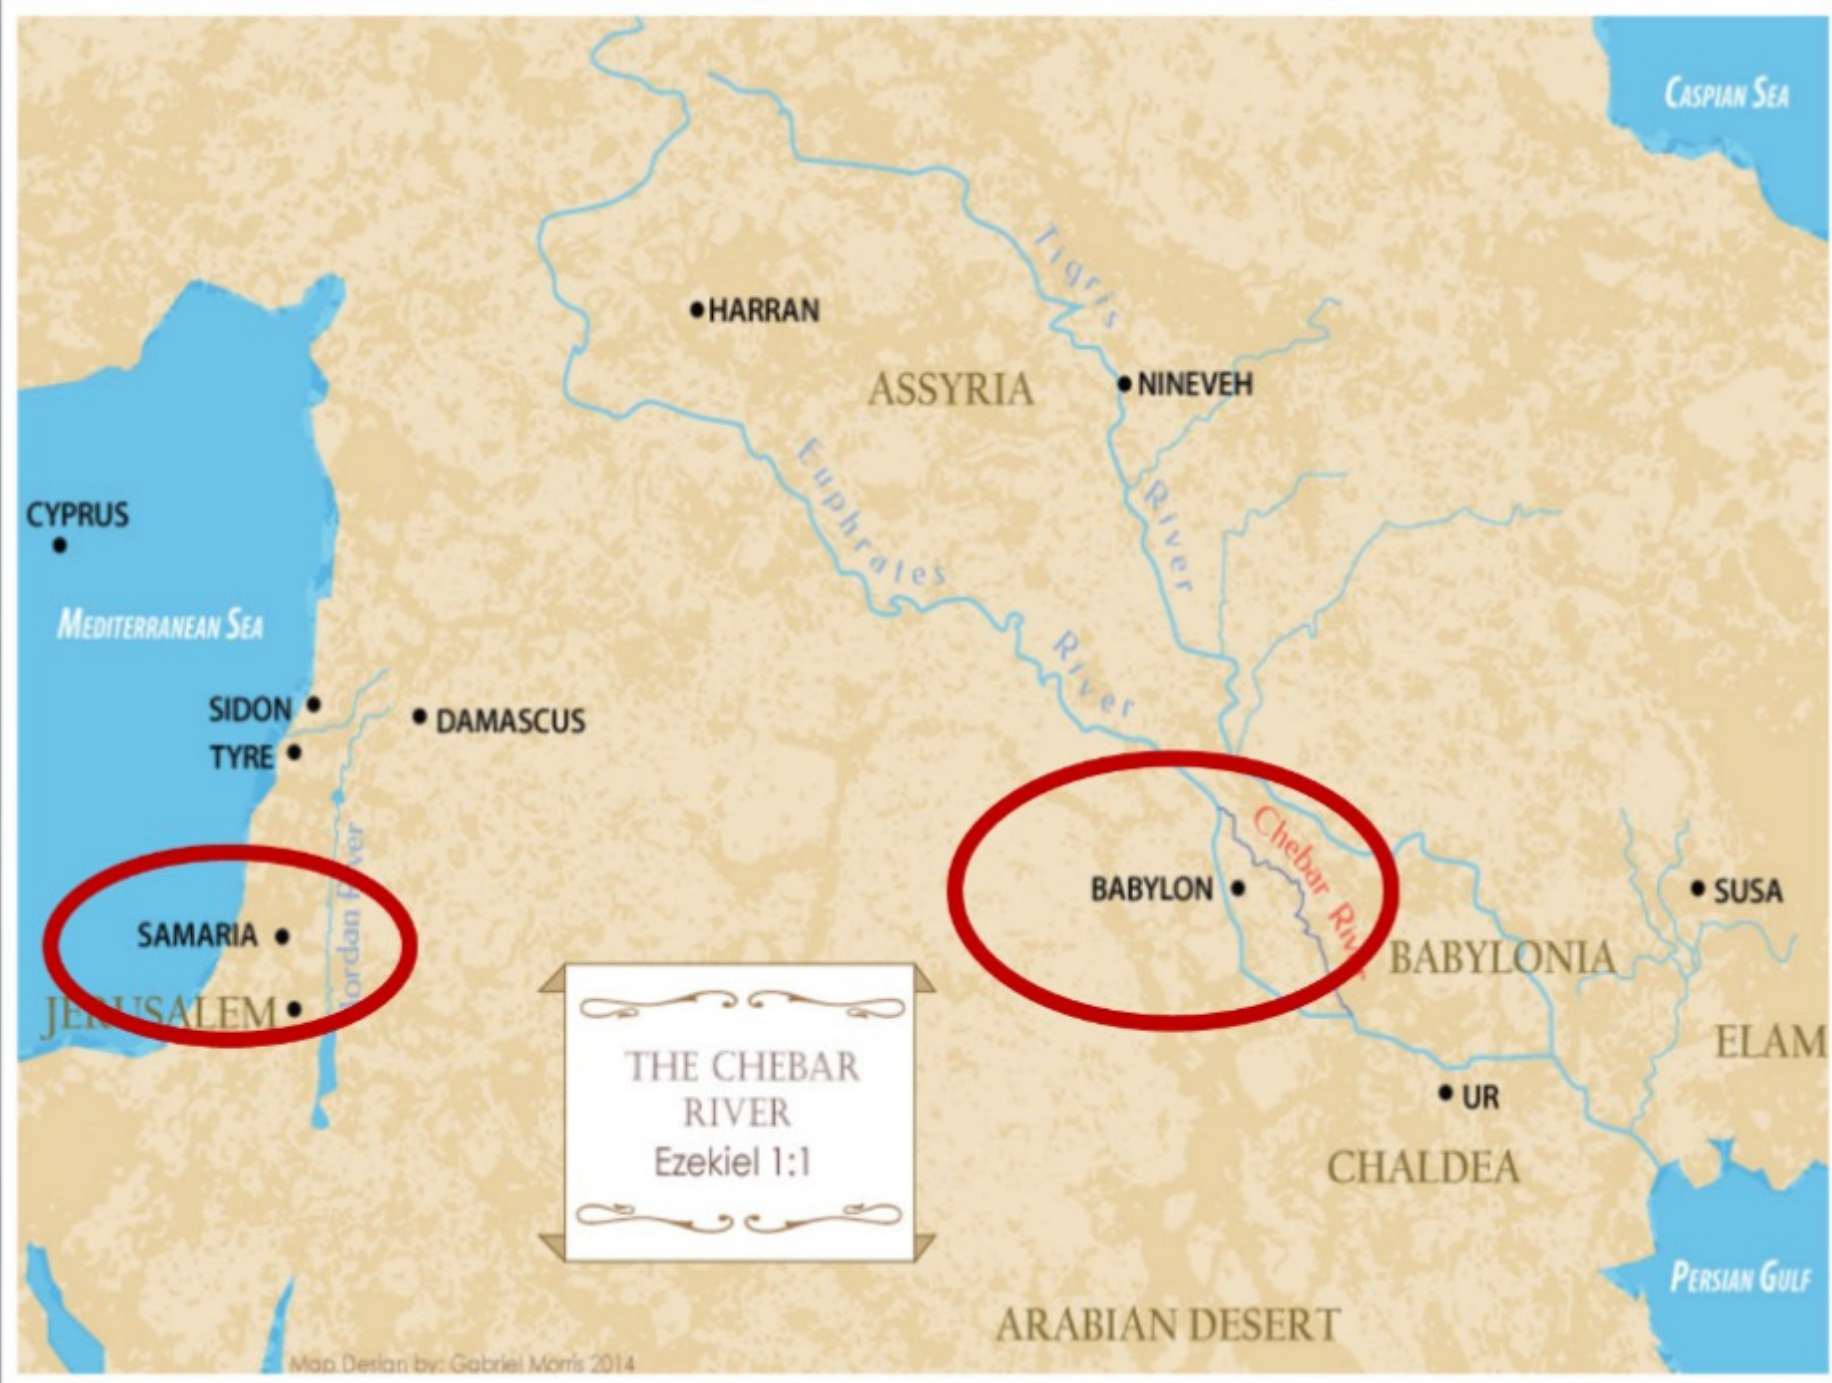 CASPIAN SEA
Tigris
River
HARRAN
ASSYRIA
NINEVEH
Euphrates
River
CYPRUS
MEDITERRANEAN SEA
SIDON
DAMASCUS
TYRE
Jordan River
SAMARIA
JERUSALEM
Chebar Riv
BABYLON
BABYLONIA
SUSA
ELAM
UR
CHALDEA
THE CHEBAR
RIVER
Ezekiel 1:1
PERSIAN GULF
ARABIAN DESERT
Map Design by: Gabriel Morris 2014